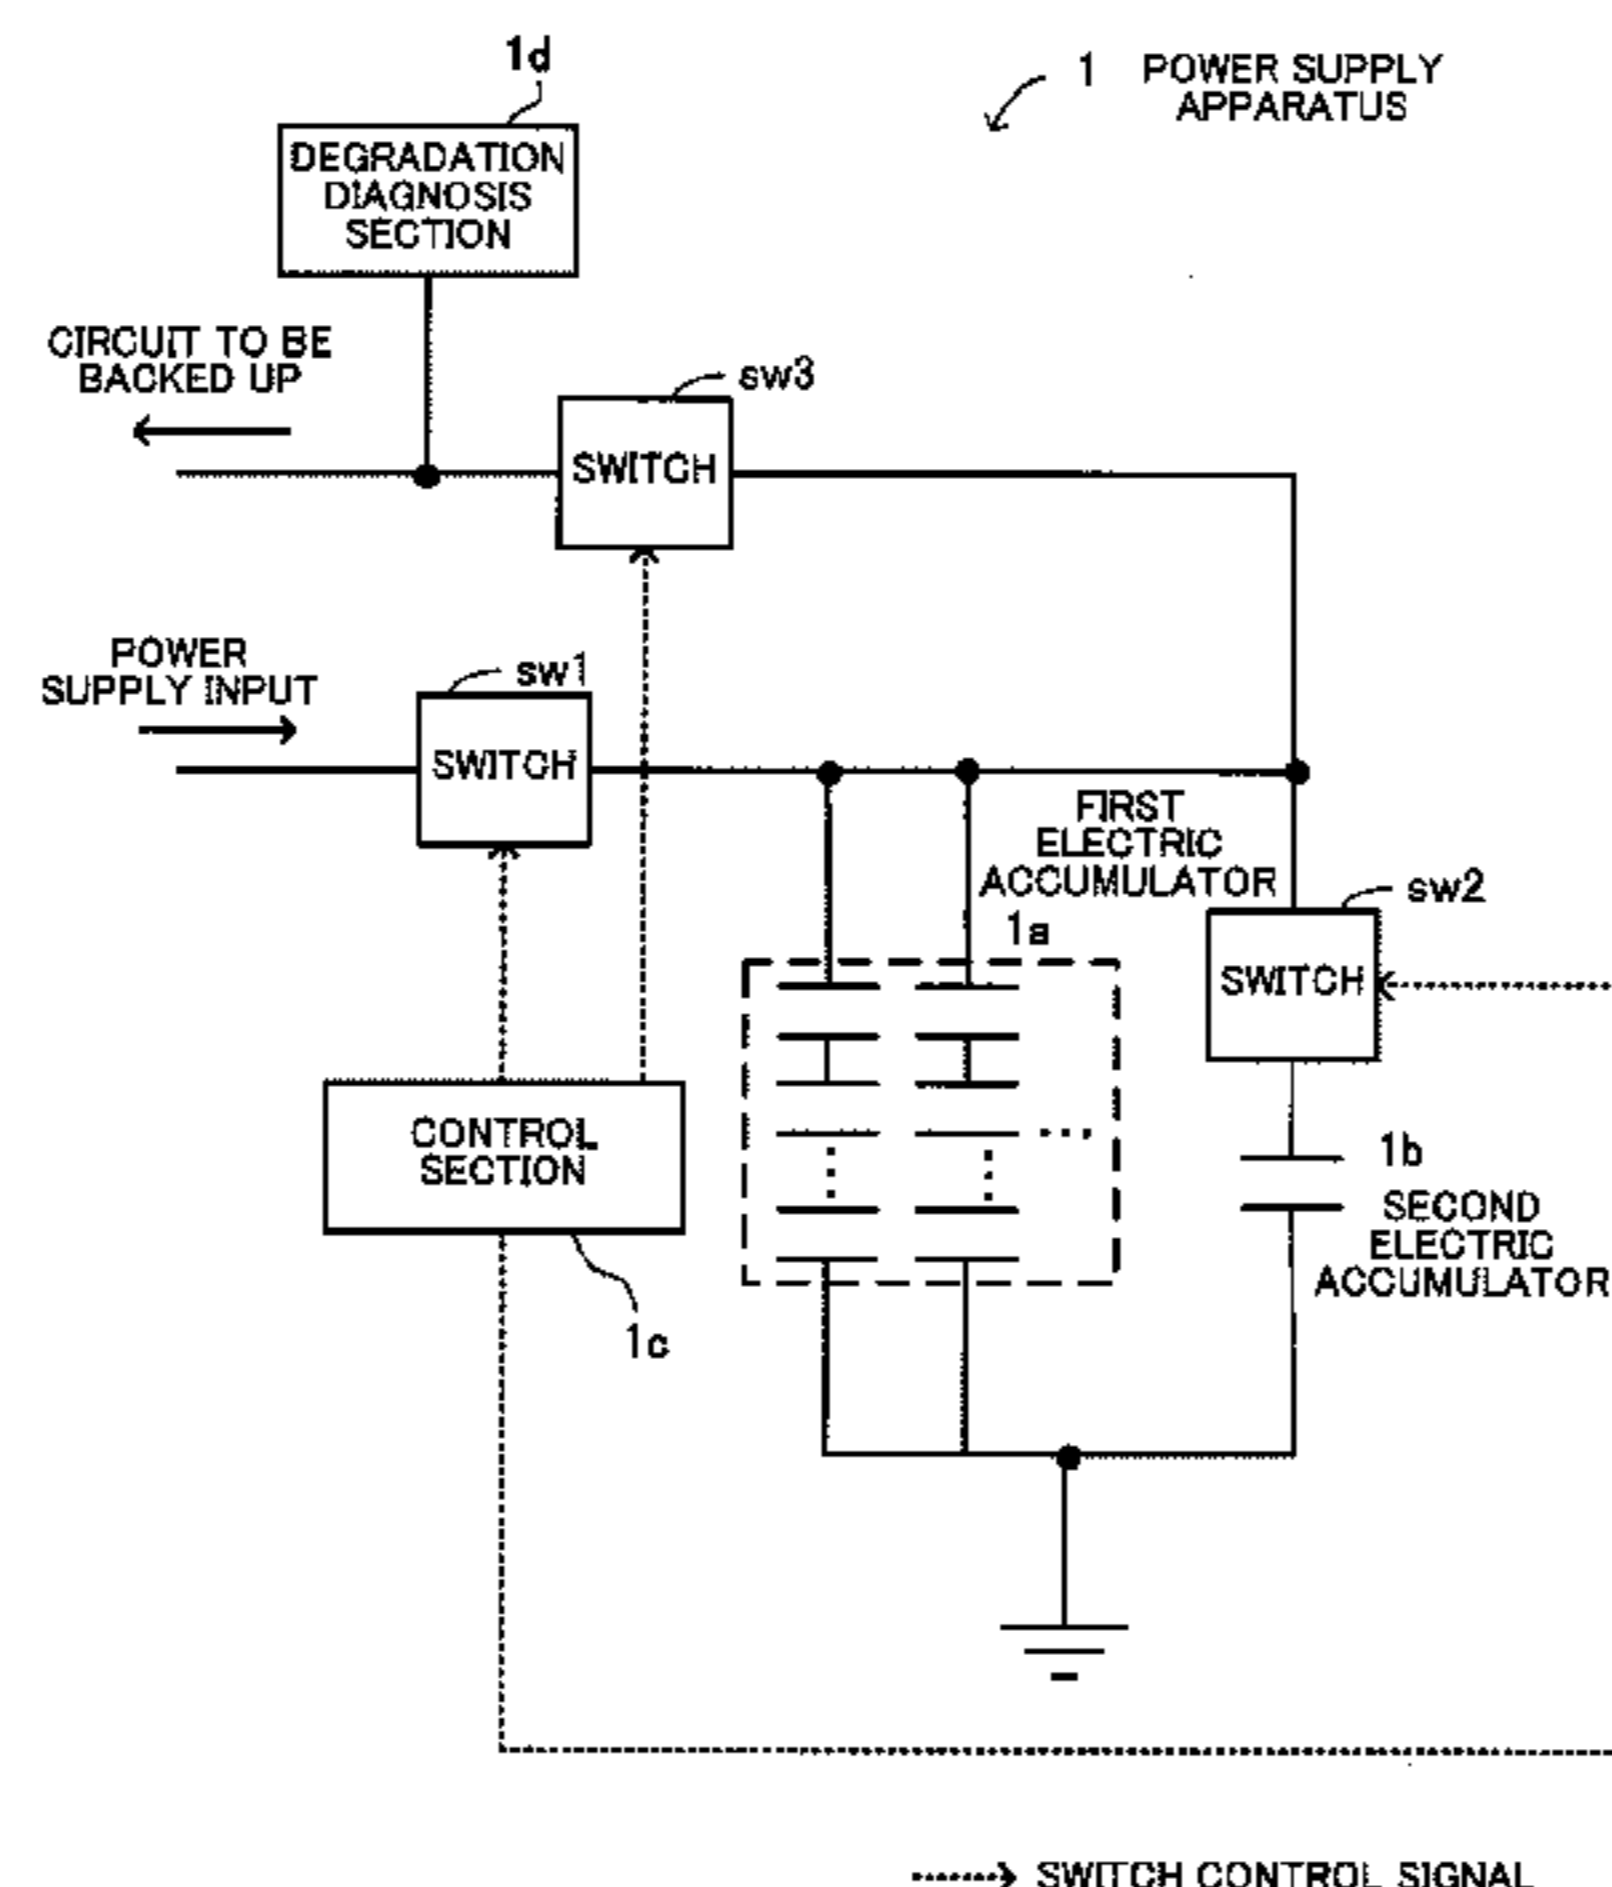 1d
1 POWER SUPPLY
APPARATUS
DEGRADATION
DIAGNOSIS
SECTION
CIRCUIT TO BE
BACKED UP
sw3
SWITCH
POWER
SUPPLY INPUT
sw1
SWITCH
FIRST
ELECTRIC
ACCUMULATOR
1a
sw2
SWITCH
CONTROL
SECTION
1c
1b
SECOND
ELECTRIC
ACCUMULATOR
SWITCH CONTROL SIGNAL